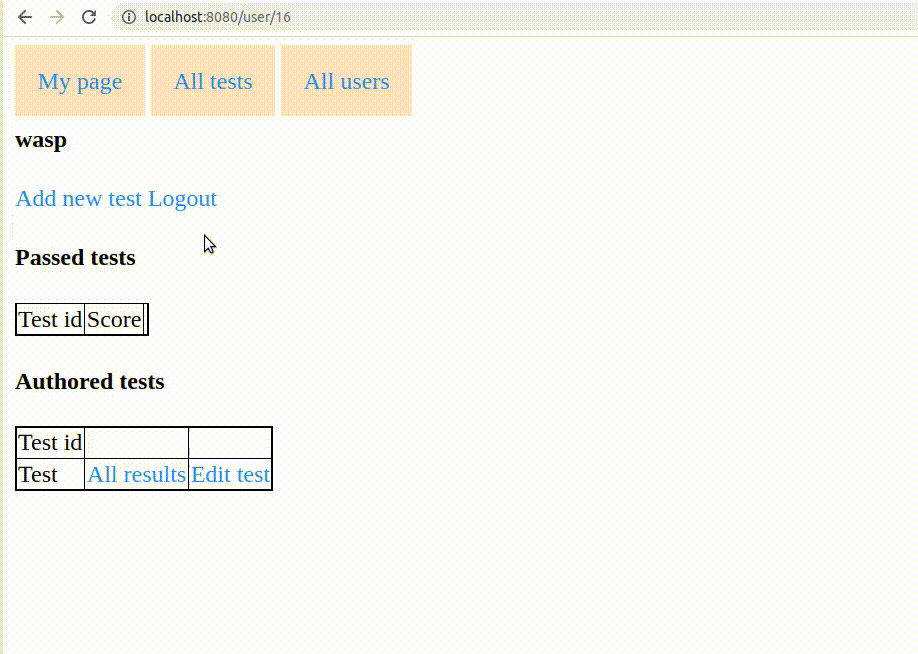 localhost:8080/user/16
My page All tests All users
wasp
Add new test Logout
Passed tests
Test id Score
Authored tests
Test id
Test All results Edit test